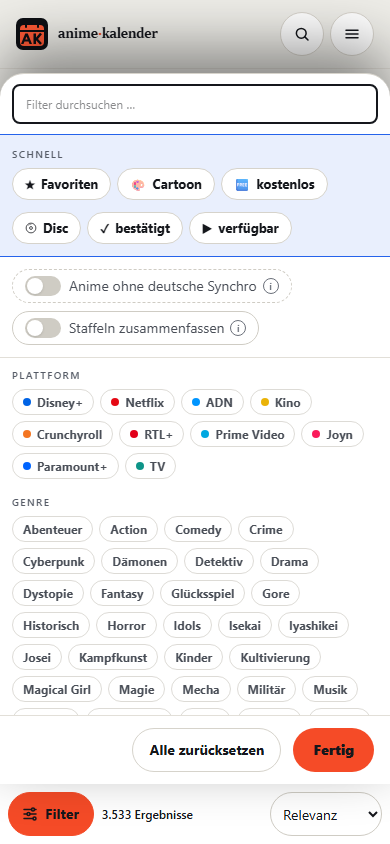 AK anime·kalender
Filter durchsuchen ...
SCHNELL
★ Favoriten Cartoon FREE kostenlos
Disc ✓ bestätigt ▶ verfügbar
Anime ohne deutsche Synchro i
Staffeln zusammenfassen i
PLATTFORM
Disney+ Netflix ADN Kino
Crunchyroll RTL+ Prime Video Joyn
Paramount+ TV
GENRE
Abenteuer Action Comedy Crime
Cyberpunk Dämonen Detektiv Drama
Dystopie Fantasy Glücksspiel Gore
Historisch Horror Idols Isekai Iyashikei
Josei Kampfkunst Kinder Kultivierung
Magical Girl Magie Mecha Militär Musik
Alle zurücksetzen Fertig
Filter 3.533 Ergebnisse Relevanz